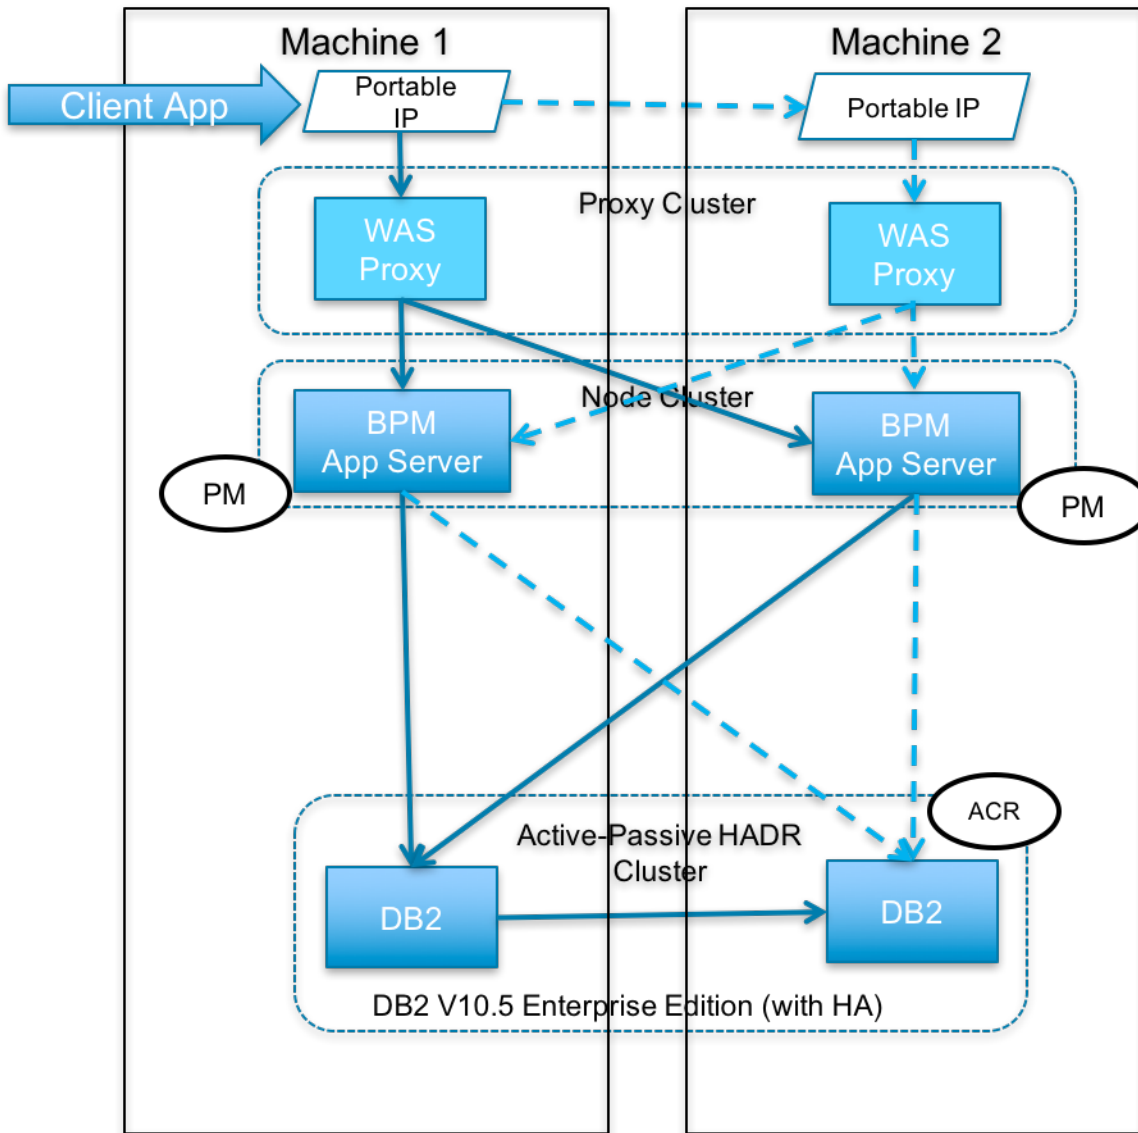 Machine 1
Machine 2
Client App
Portable
IP
Portable IP
Proxy Cluster
WAS
Proxy
WAS
Proxy
Node Cluster
BPM
App Server
BPM
App Server
PM
PM
ACR
Active-Passive HADR
Cluster
DB2
DB2
DB2 V10.5 Enterprise Edition (with HA)